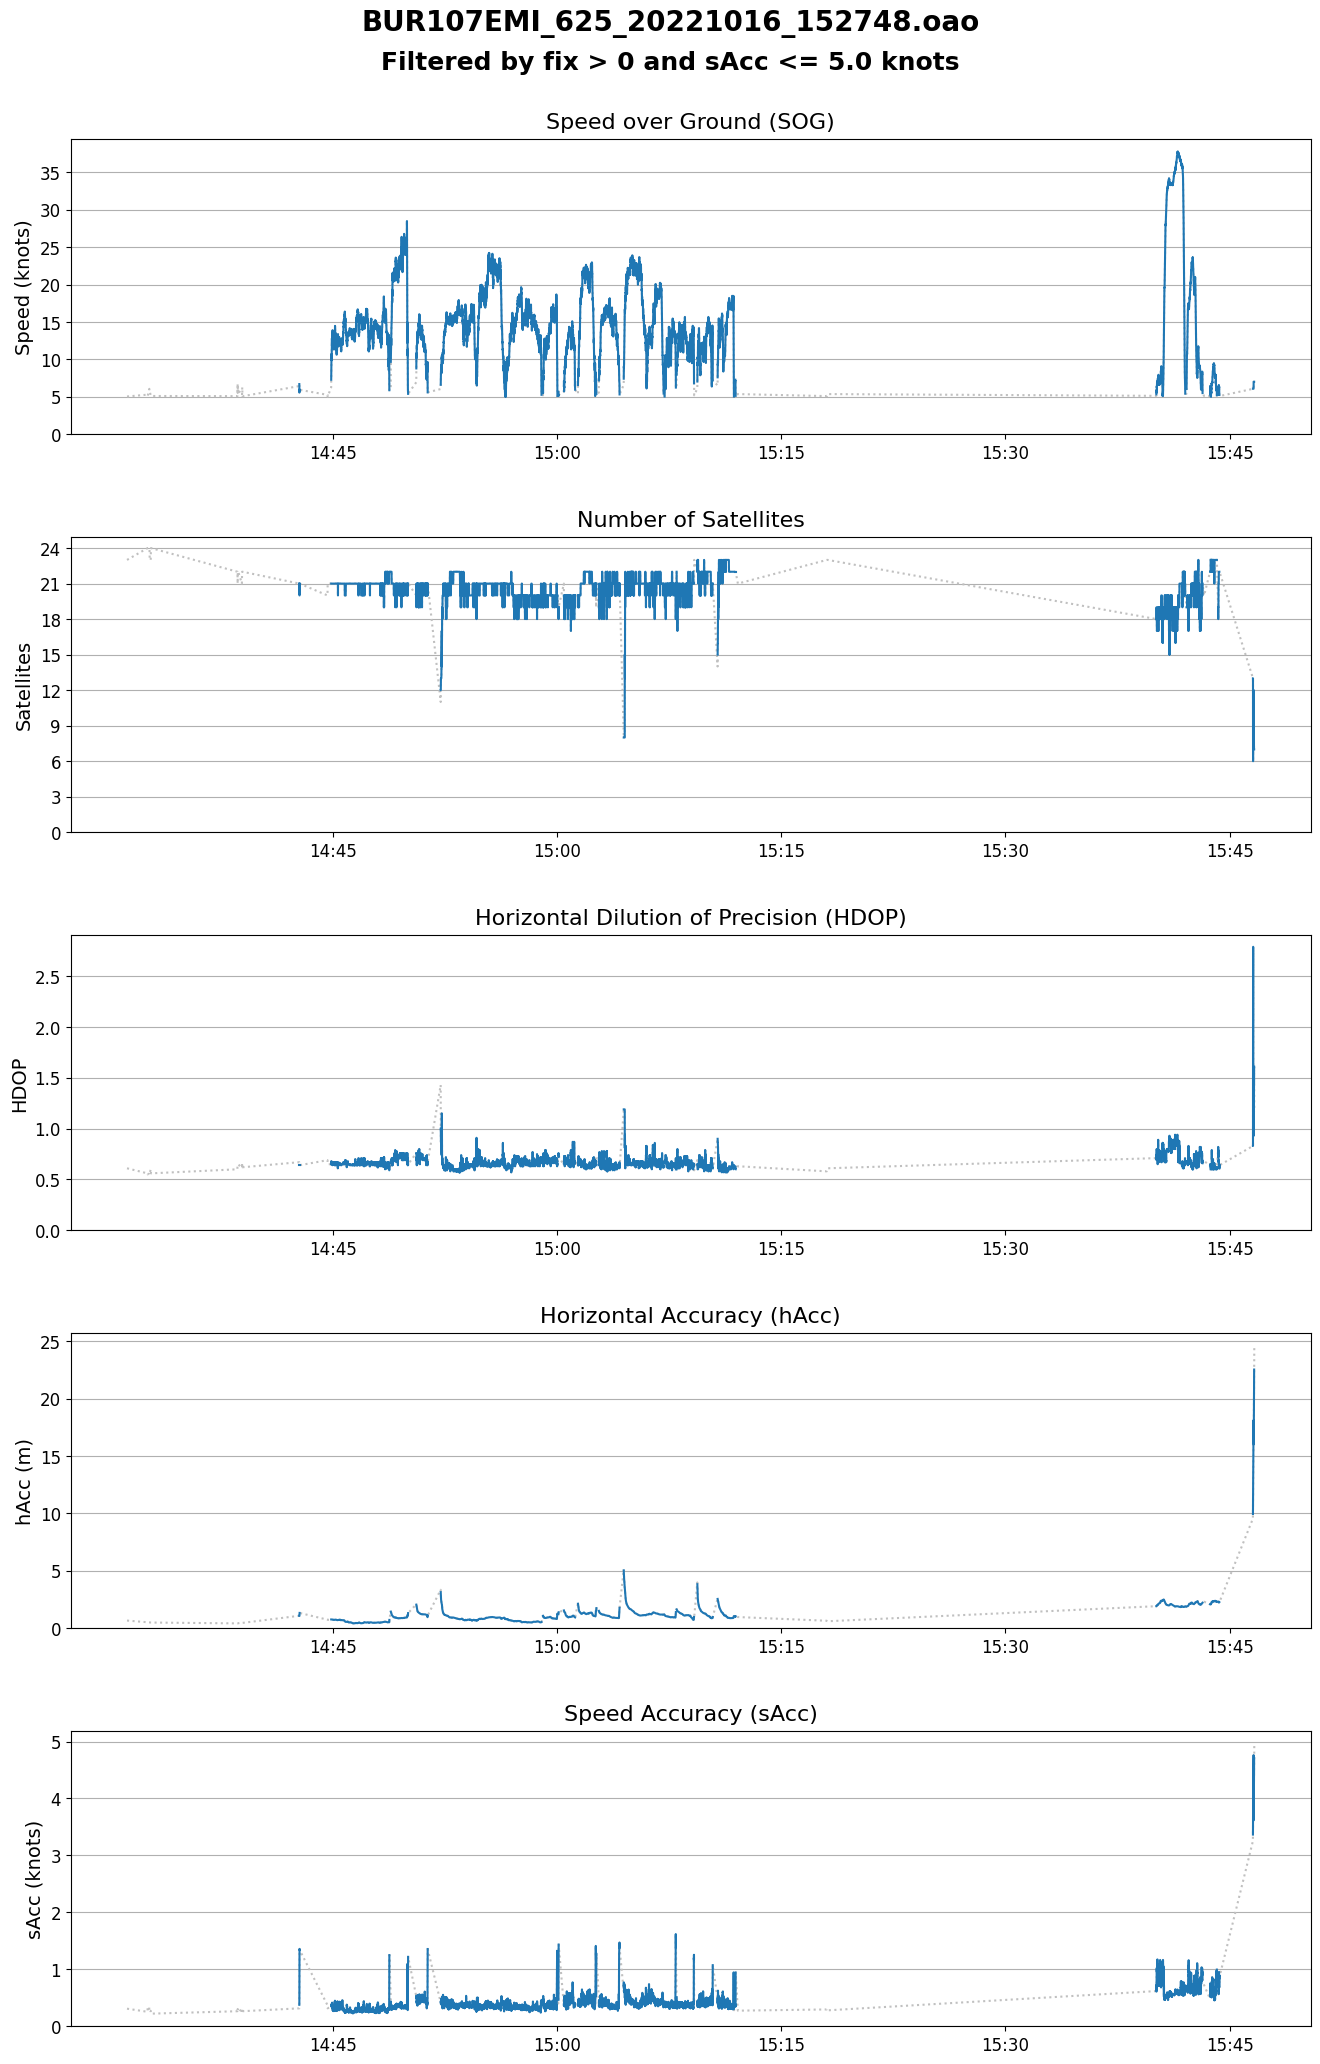 BUR107EMI_625_20221016_152748.oao
Filtered by fix > 0 and sAcc <= 5.0 knots
Speed over Ground (SOG)
Speed (knots)
35
30
25
20
15
10
5
0
14:45 15:00 15:15 15:30 15:45
Number of Satellites
Satellites
24
21
18
15
12
9
6
3
0
14:45 15:00 15:15 15:30 15:45
Horizontal Dilution of Precision (HDOP)
HDOP
2.5
2.0
1.5
1.0
0.5
0.0
14:45 15:00 15:15 15:30 15:45
Horizontal Accuracy (hAcc)
hAcc (m)
25
20
15
10
5
0
14:45 15:00 15:15 15:30 15:45
Speed Accuracy (sAcc)
sAcc (knots)
5
4
3
2
1
0
14:45 15:00 15:15 15:30 15:45